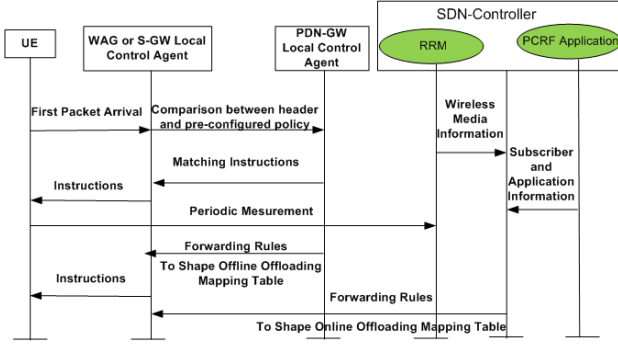 SDN-Controller
UE
WAG or S-GW Local
Control Agent
PDN-GW
Local Control
Agent
RRM
PCRF Application
First Packet Arrival
Comparison between header
and pre-configured policy
Wireless
Media
Information
Matching Instructions
Subscriber
and
Application
Information
Instructions
Periodic Mesurement
Forwarding Rules
To Shape Offline Offloading
Mapping Table
Instructions
Forwarding Rules
To Shape Online Offloading Mapping Table